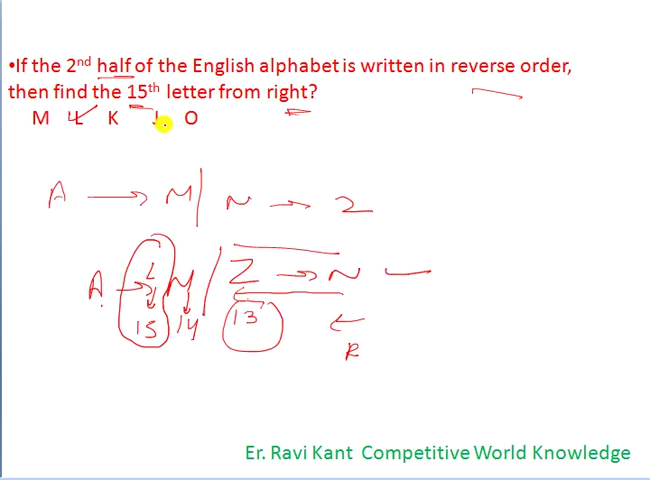 •If the 2nd half of the English alphabet is written in reverse order,
then find the 15th letter from right?
M L K J O
A → M | N → Z
L
A → M | Z → N
15 14 13 ←
R
Er. Ravi Kant Competitive World Knowledge